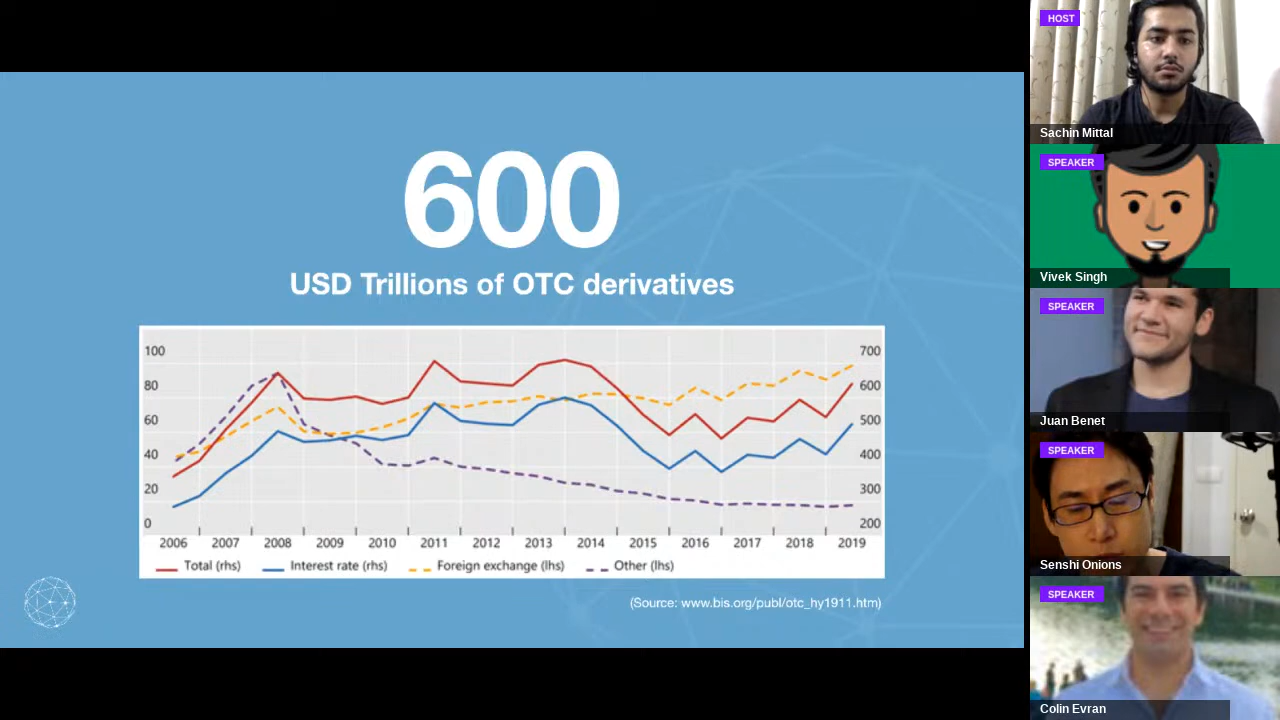 600
USD Trillions of OTC derivatives
100 700
80 600
60 500
40 400
20 300
0 200
2006 2007 2008 2009 2010 2011 2012 2013 2014 2015 2016 2017 2018 2019
Total (rhs) Interest rate (rhs) Foreign exchange (lhs) Other (lhs)
(Source: www.bis.org/publ/otc_hy1911.htm)
HOST
Sachin Mittal
SPEAKER
Vivek Singh
SPEAKER
Juan Benet
SPEAKER
Senshi Onions
SPEAKER
Colin Evran